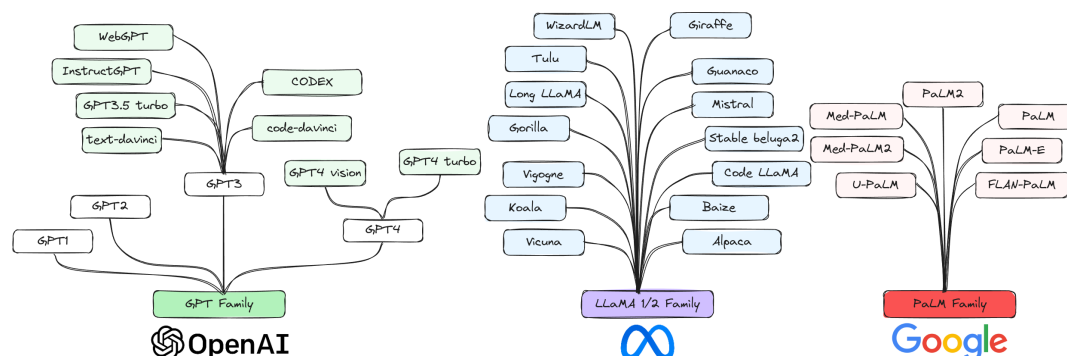 WebGPT
InstructGPT
GPT3.5 turbo
text-davinci
CODEX
code-davinci
GPT3
GPT4 vision
GPT4 turbo
GPT4
GPT2
GPT1
GPT Family
OpenAI
WizardLM
Tulu
Long LLaMA
Gorilla
Vigogne
Koala
Vicuna
Giraffe
Guanaco
Mistral
Stable beluga2
Code LLaMA
Baize
Alpaca
LLaMA 1/2 Family
PaLM2
Med-PaLM
Med-PaLM2
U-PaLM
PaLM
PaLM-E
FLAN-PaLM
PaLM Family
Google